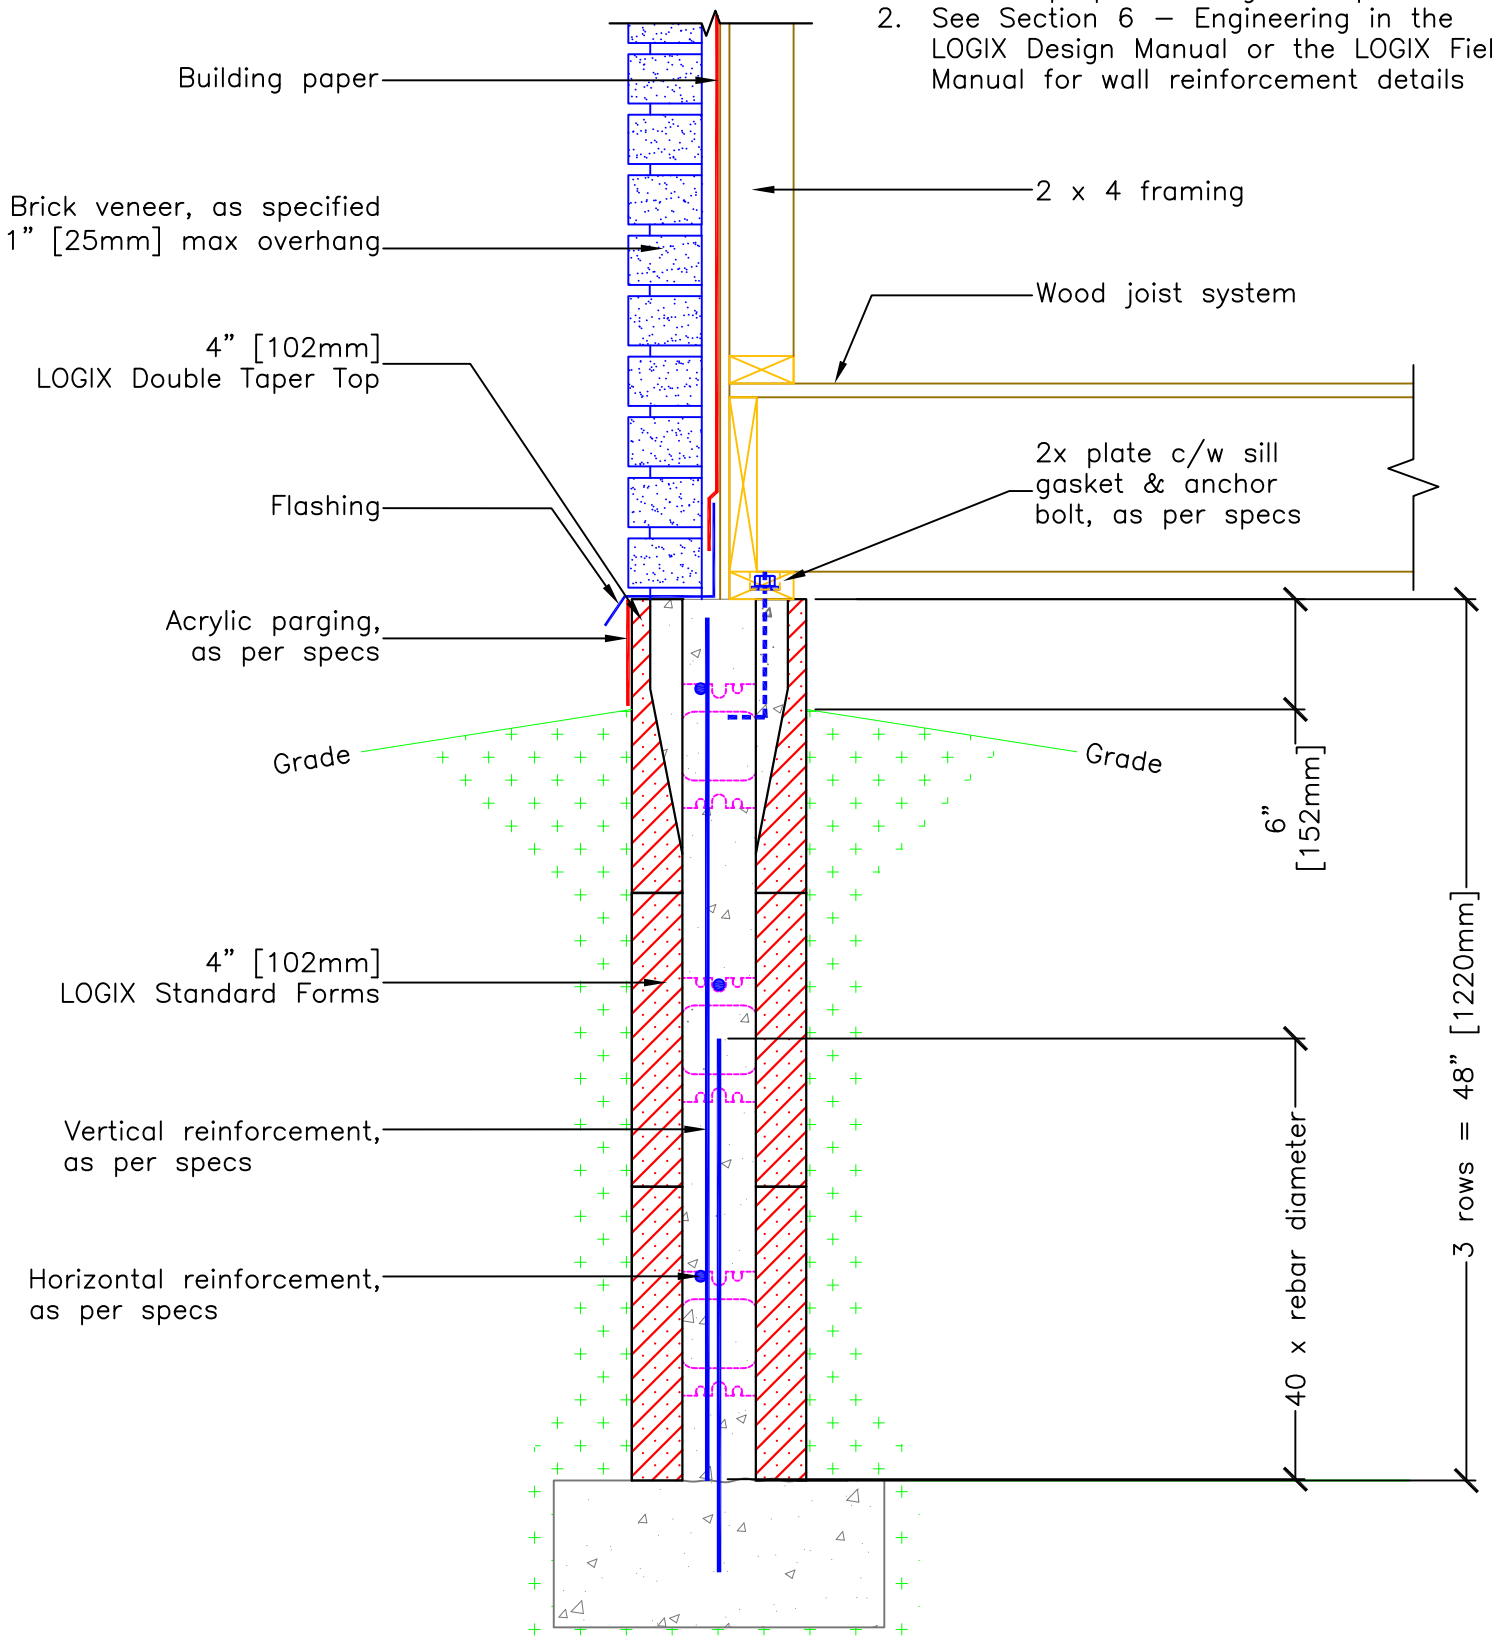 2. See Section 6 – Engineering in the
LOGIX Design Manual or the LOGIX
Manual for wall reinforcement details
Building paper
2 x 4 framing
Brick veneer, as specified
1" [25mm] max overhang
Wood joist system
4" [102mm]
LOGIX Double Taper Top
2x plate c/w sill
gasket & anchor
bolt, as per specs
Flashing
Acrylic parging,
as per specs
Grade
Grade
6"
[152mm]
4" [102mm]
LOGIX Standard Forms
3 rows = 48" [1220mm]
Vertical reinforcement,
as per specs
40 x rebar diameter
Horizontal reinforcement,
as per specs